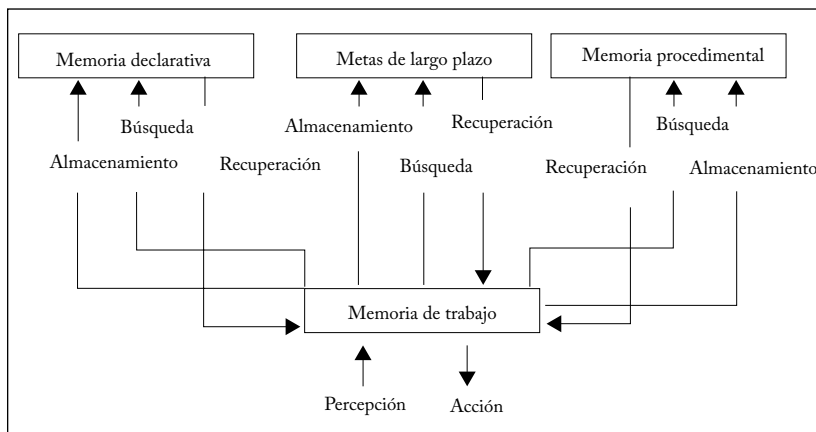 Memoria declarativa
Metas de largo plazo
Memoria procedimental
Búsqueda
Almacenamiento
Recuperación
Almacenamiento
Recuperación
Búsqueda
Búsqueda
Recuperación
Almacenamiento
Memoria de trabajo
Percepción
Acción